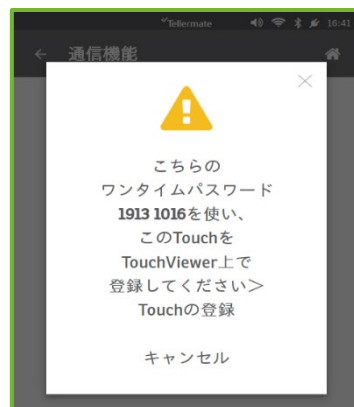 Tellermate 16:41
通信機能
こちらの
ワンタイムパスワード
1913 1016を使い、
このTouchを
TouchViewer上で
登録してください＞
Touchの登録
キャンセル